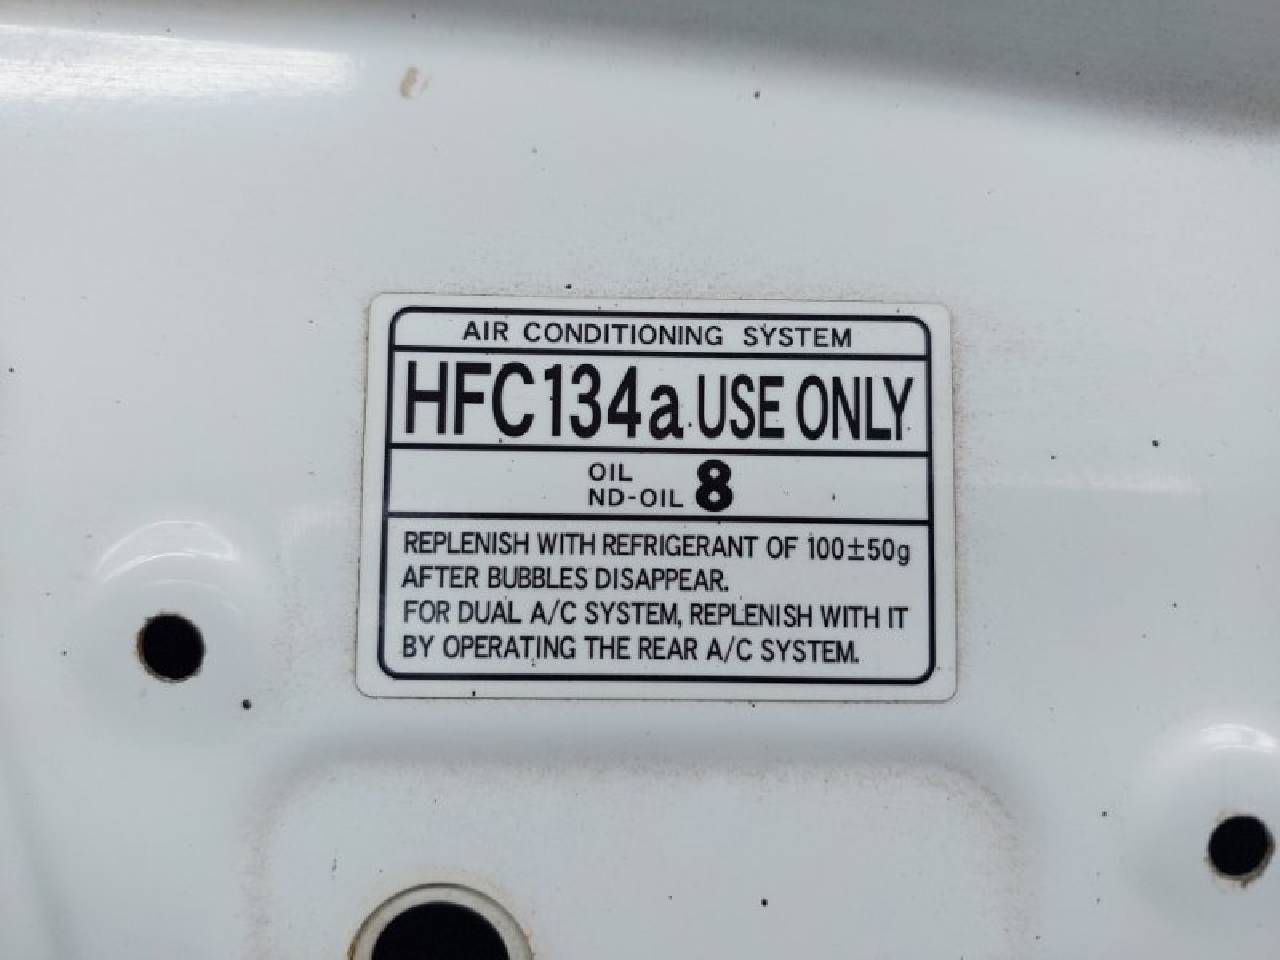 AIR CONDITIONING SYSTEM
HFC134a USE ONLY
OIL
ND-OIL 8
REPLENISH WITH REFRIGERANT OF 100±50g
AFTER BUBBLES DISAPPEAR.
FOR DUAL A/C SYSTEM, REPLENISH WITH IT
BY OPERATING THE REAR A/C SYSTEM.